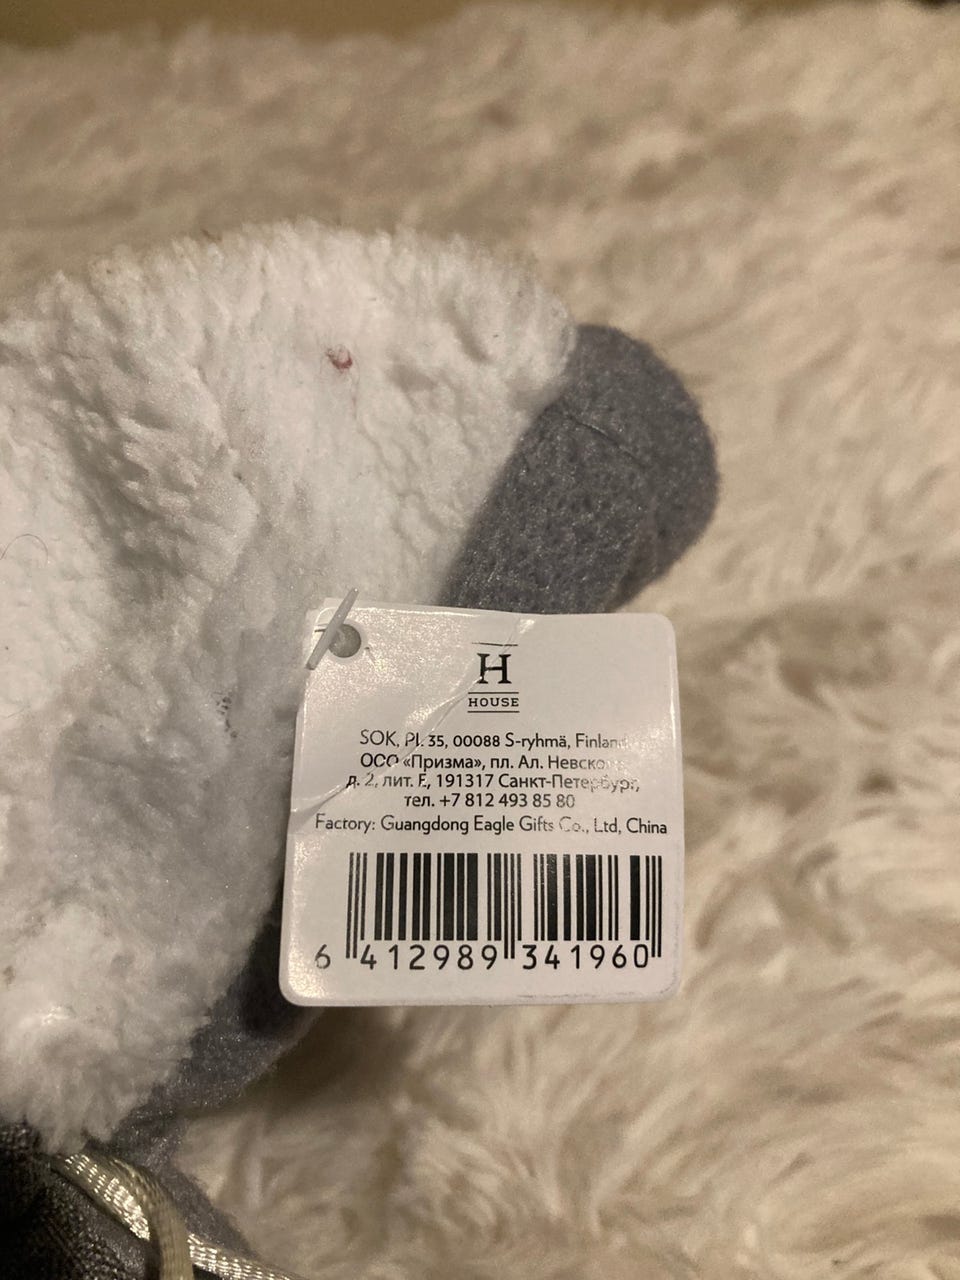 H
HOUSE
SOK, PL 35, 00088 S-ryhmä, Finland
ООО «Призма», пл. Ал. Невско
д. 2, лит. Е, 191317 Санкт-Петербург,
тел. +7 812 493 85 80
Factory: Guangdong Eagle Gifts Co., Ltd, China
6 412989 341960